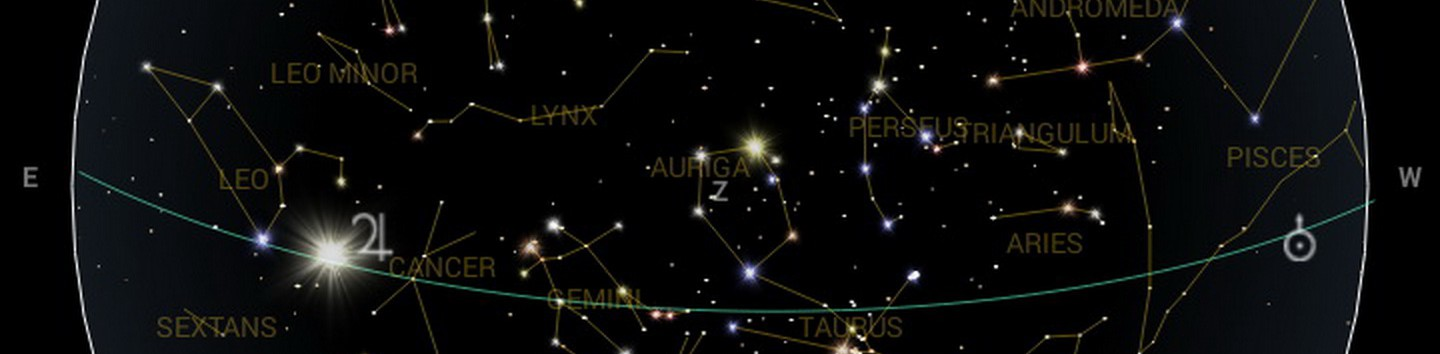 ANDROMEDA
LEO MINOR
LYNX
PERSEUS
TRIANGULUM
PISCES
AURIGA
E
LEO
Z
W
♃
CANCER
ARIES
GEMINI
SEXTANS
TAURUS